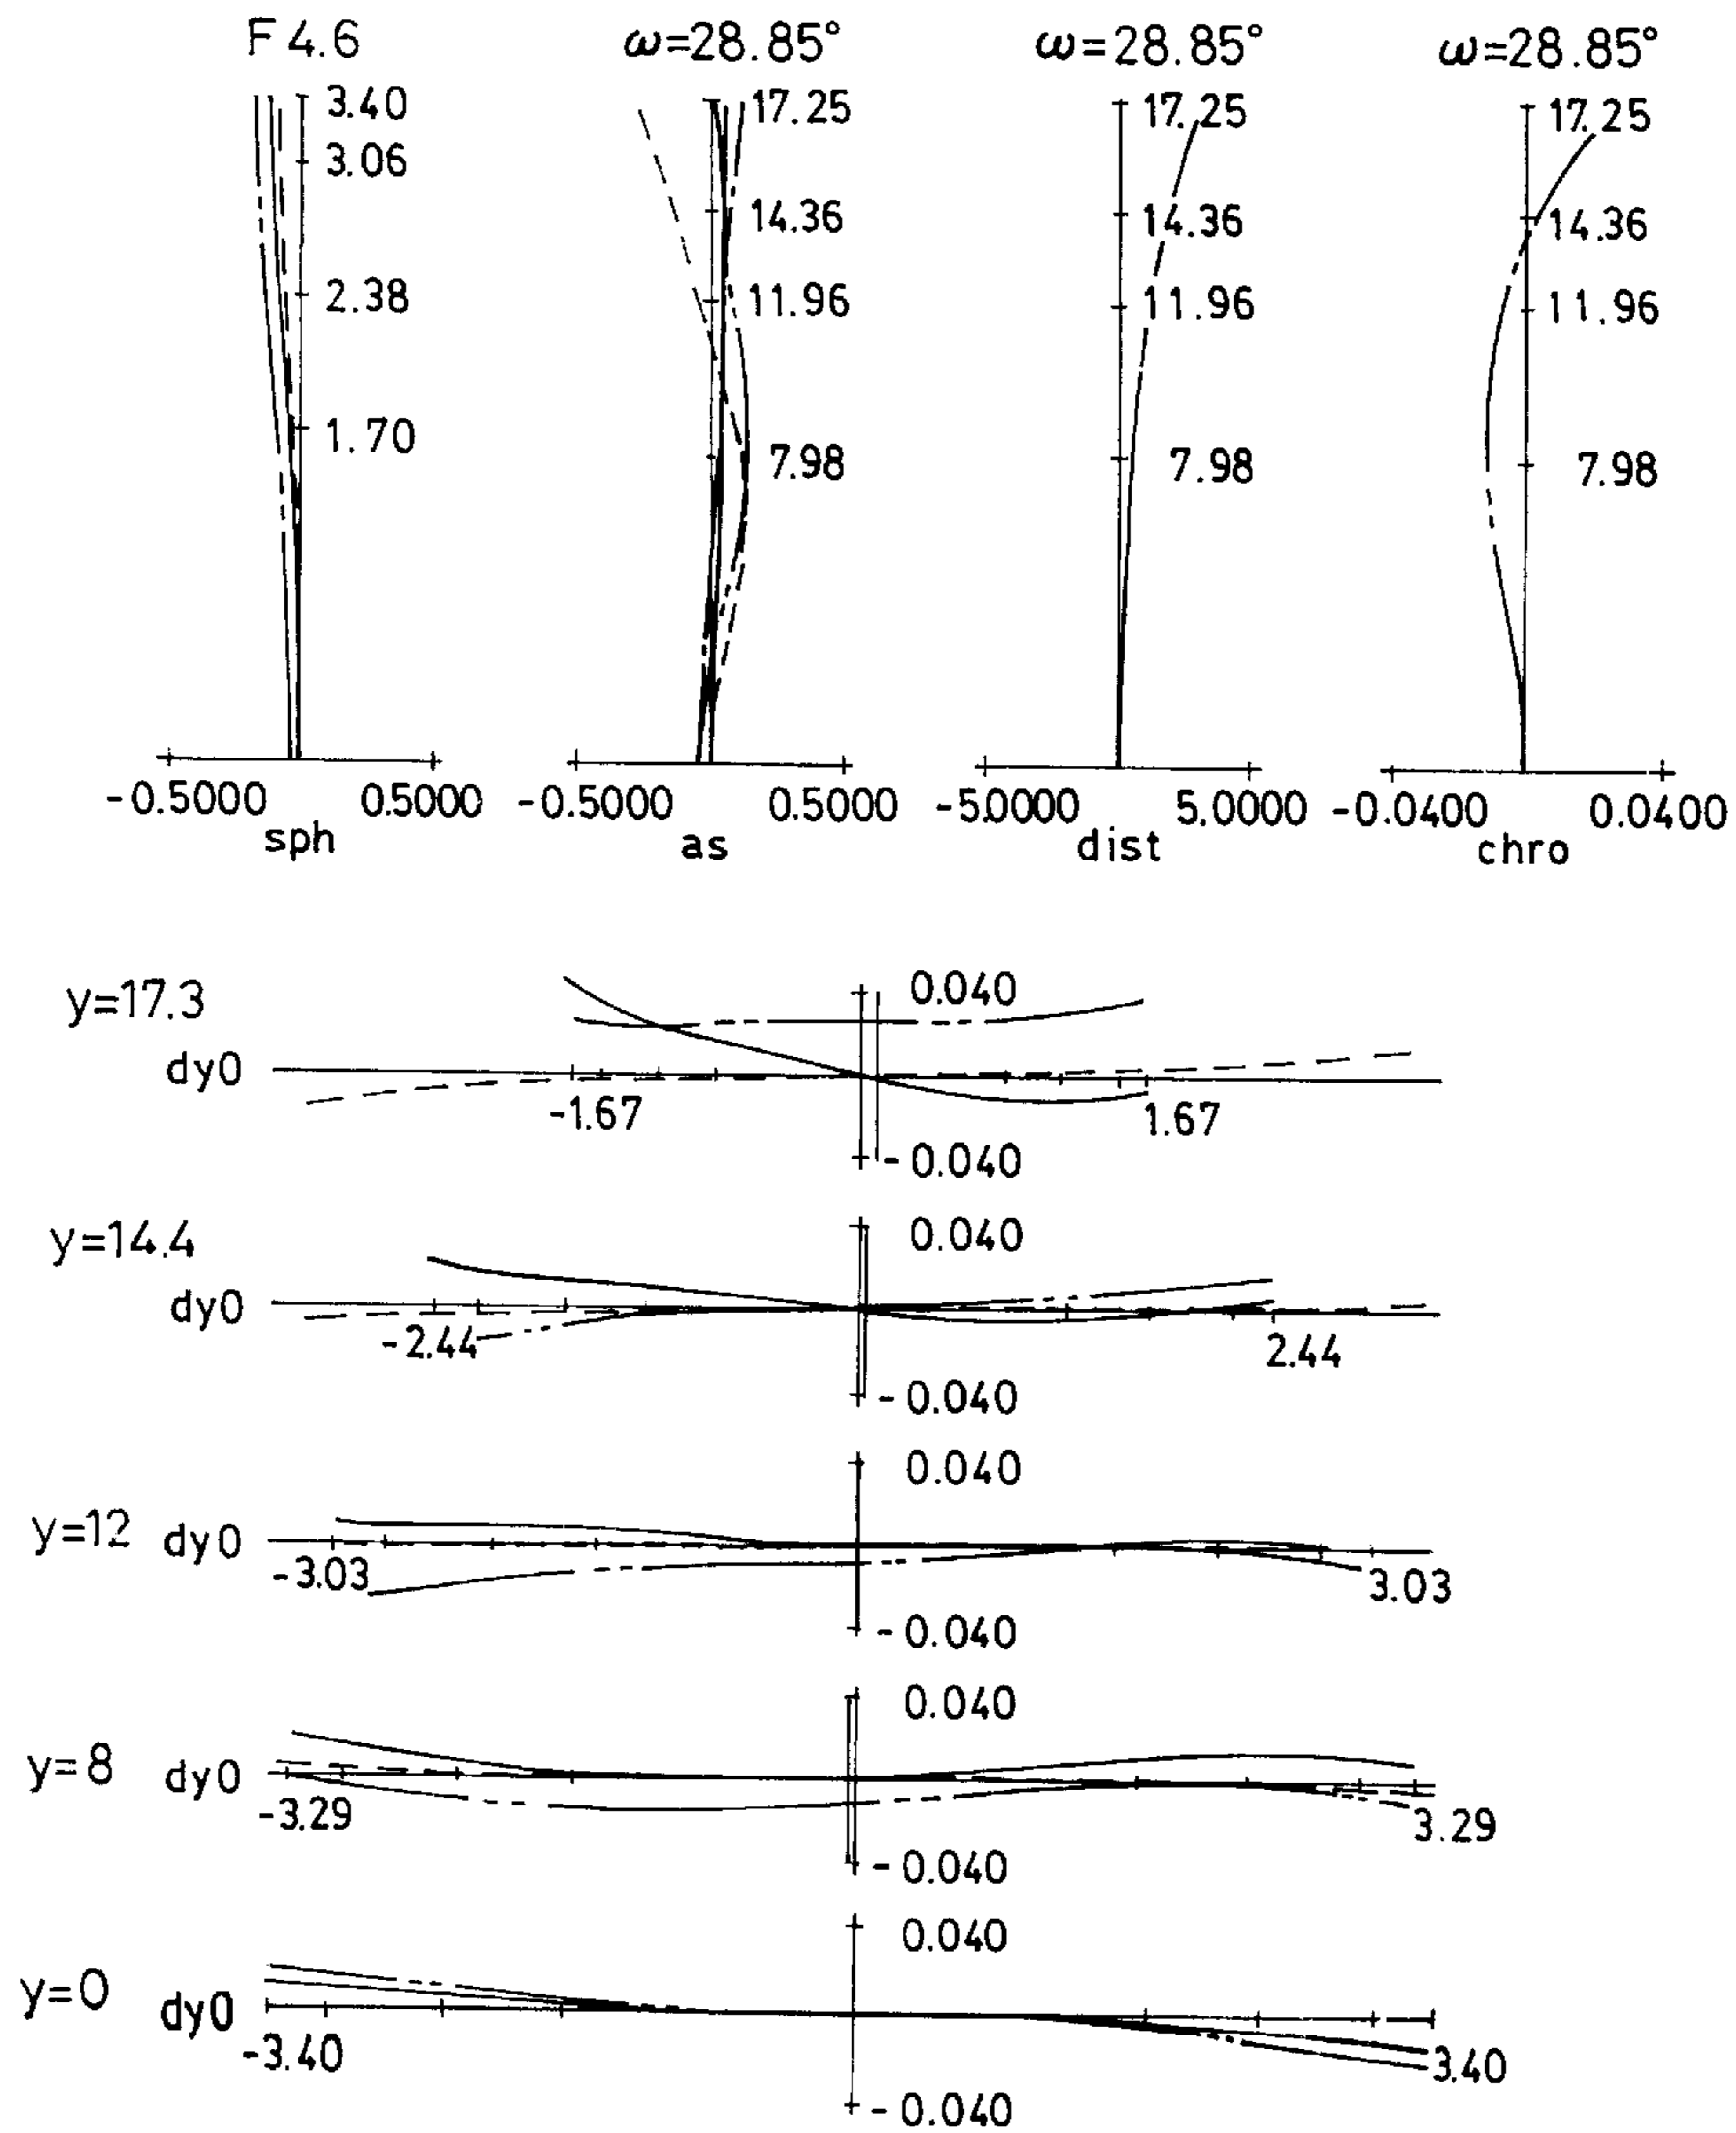 F 4.6 ω=28.85° ω=28.85° ω=28.85°
3.40 17.25 17.25 17.25
3.06
14.36 14.36 14.36
2.38 11.96 11.96 11.96
1.70 7.98 7.98 7.98
-0.5000 0.5000 -0.5000 0.5000 -5.0000 5.0000 -0.0400 0.0400
sph as dist chro
y=17.3 0.040
dy0
-1.67 1.67
-0.040
y=14.4 0.040
dy0
-2.44 2.44
-0.040
0.040
y=12 dy0
-3.03 3.03
-0.040
0.040
y=8 dy0
-3.29 3.29
-0.040
0.040
y=0 dy0
-3.40 3.40
-0.040